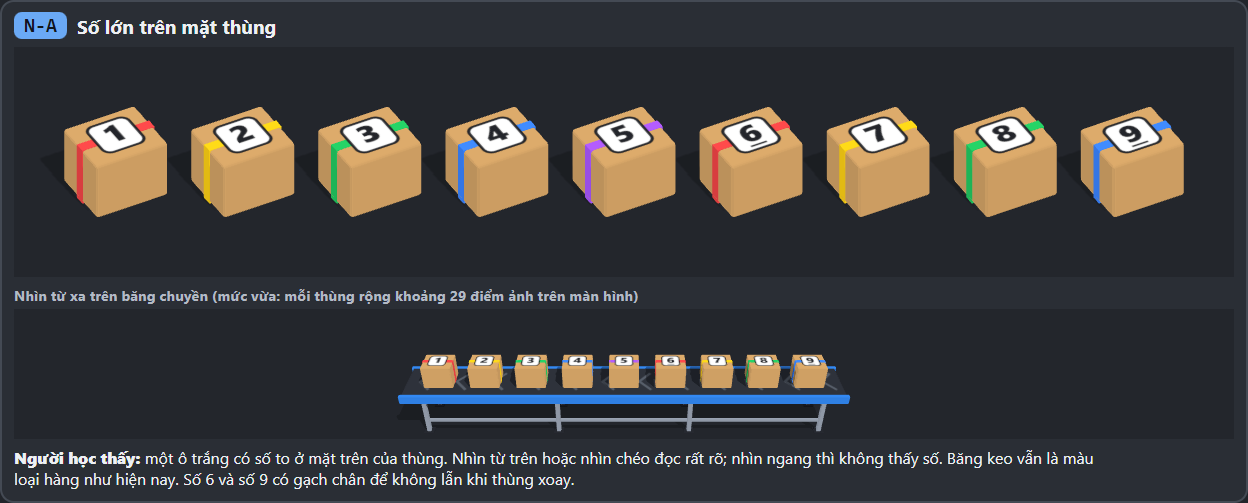 N-A Số lớn trên mặt thùng
1 2 3 4 5 6 7 8 9
Nhìn từ xa trên băng chuyền (mức vừa: mỗi thùng rộng khoảng 29 điểm ảnh trên màn hình)
1 2 3 4 5 6 7 8 9
Người học thấy: một ô trắng có số to ở mặt trên của thùng. Nhìn từ trên hoặc nhìn chéo đọc rất rõ; nhìn ngang thì không thấy số. Băng keo vẫn là màu
loại hàng như hiện nay. Số 6 và số 9 có gạch chân để không lẫn khi thùng xoay.